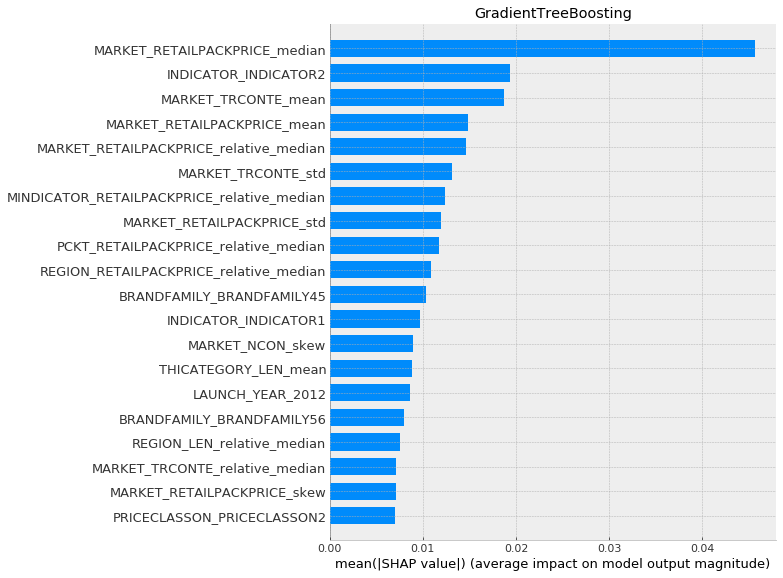 GradientTreeBoosting
MARKET_RETAILPACKPRICE_median
INDICATOR_INDICATOR2
MARKET_TRCONTE_mean
MARKET_RETAILPACKPRICE_mean
MARKET_RETAILPACKPRICE_relative_median
MARKET_TRCONTE_std
MINDICATOR_RETAILPACKPRICE_relative_median
MARKET_RETAILPACKPRICE_std
PCKT_RETAILPACKPRICE_relative_median
REGION_RETAILPACKPRICE_relative_median
BRANDFAMILY_BRANDFAMILY45
INDICATOR_INDICATOR1
MARKET_NCON_skew
THICATEGORY_LEN_mean
LAUNCH_YEAR_2012
BRANDFAMILY_BRANDFAMILY56
REGION_LEN_relative_median
MARKET_TRCONTE_relative_median
MARKET_RETAILPACKPRICE_skew
PRICECLASSON_PRICECLASSON2
0.00 0.01 0.02 0.03 0.04
mean(|SHAP value|) (average impact on model output magnitude)